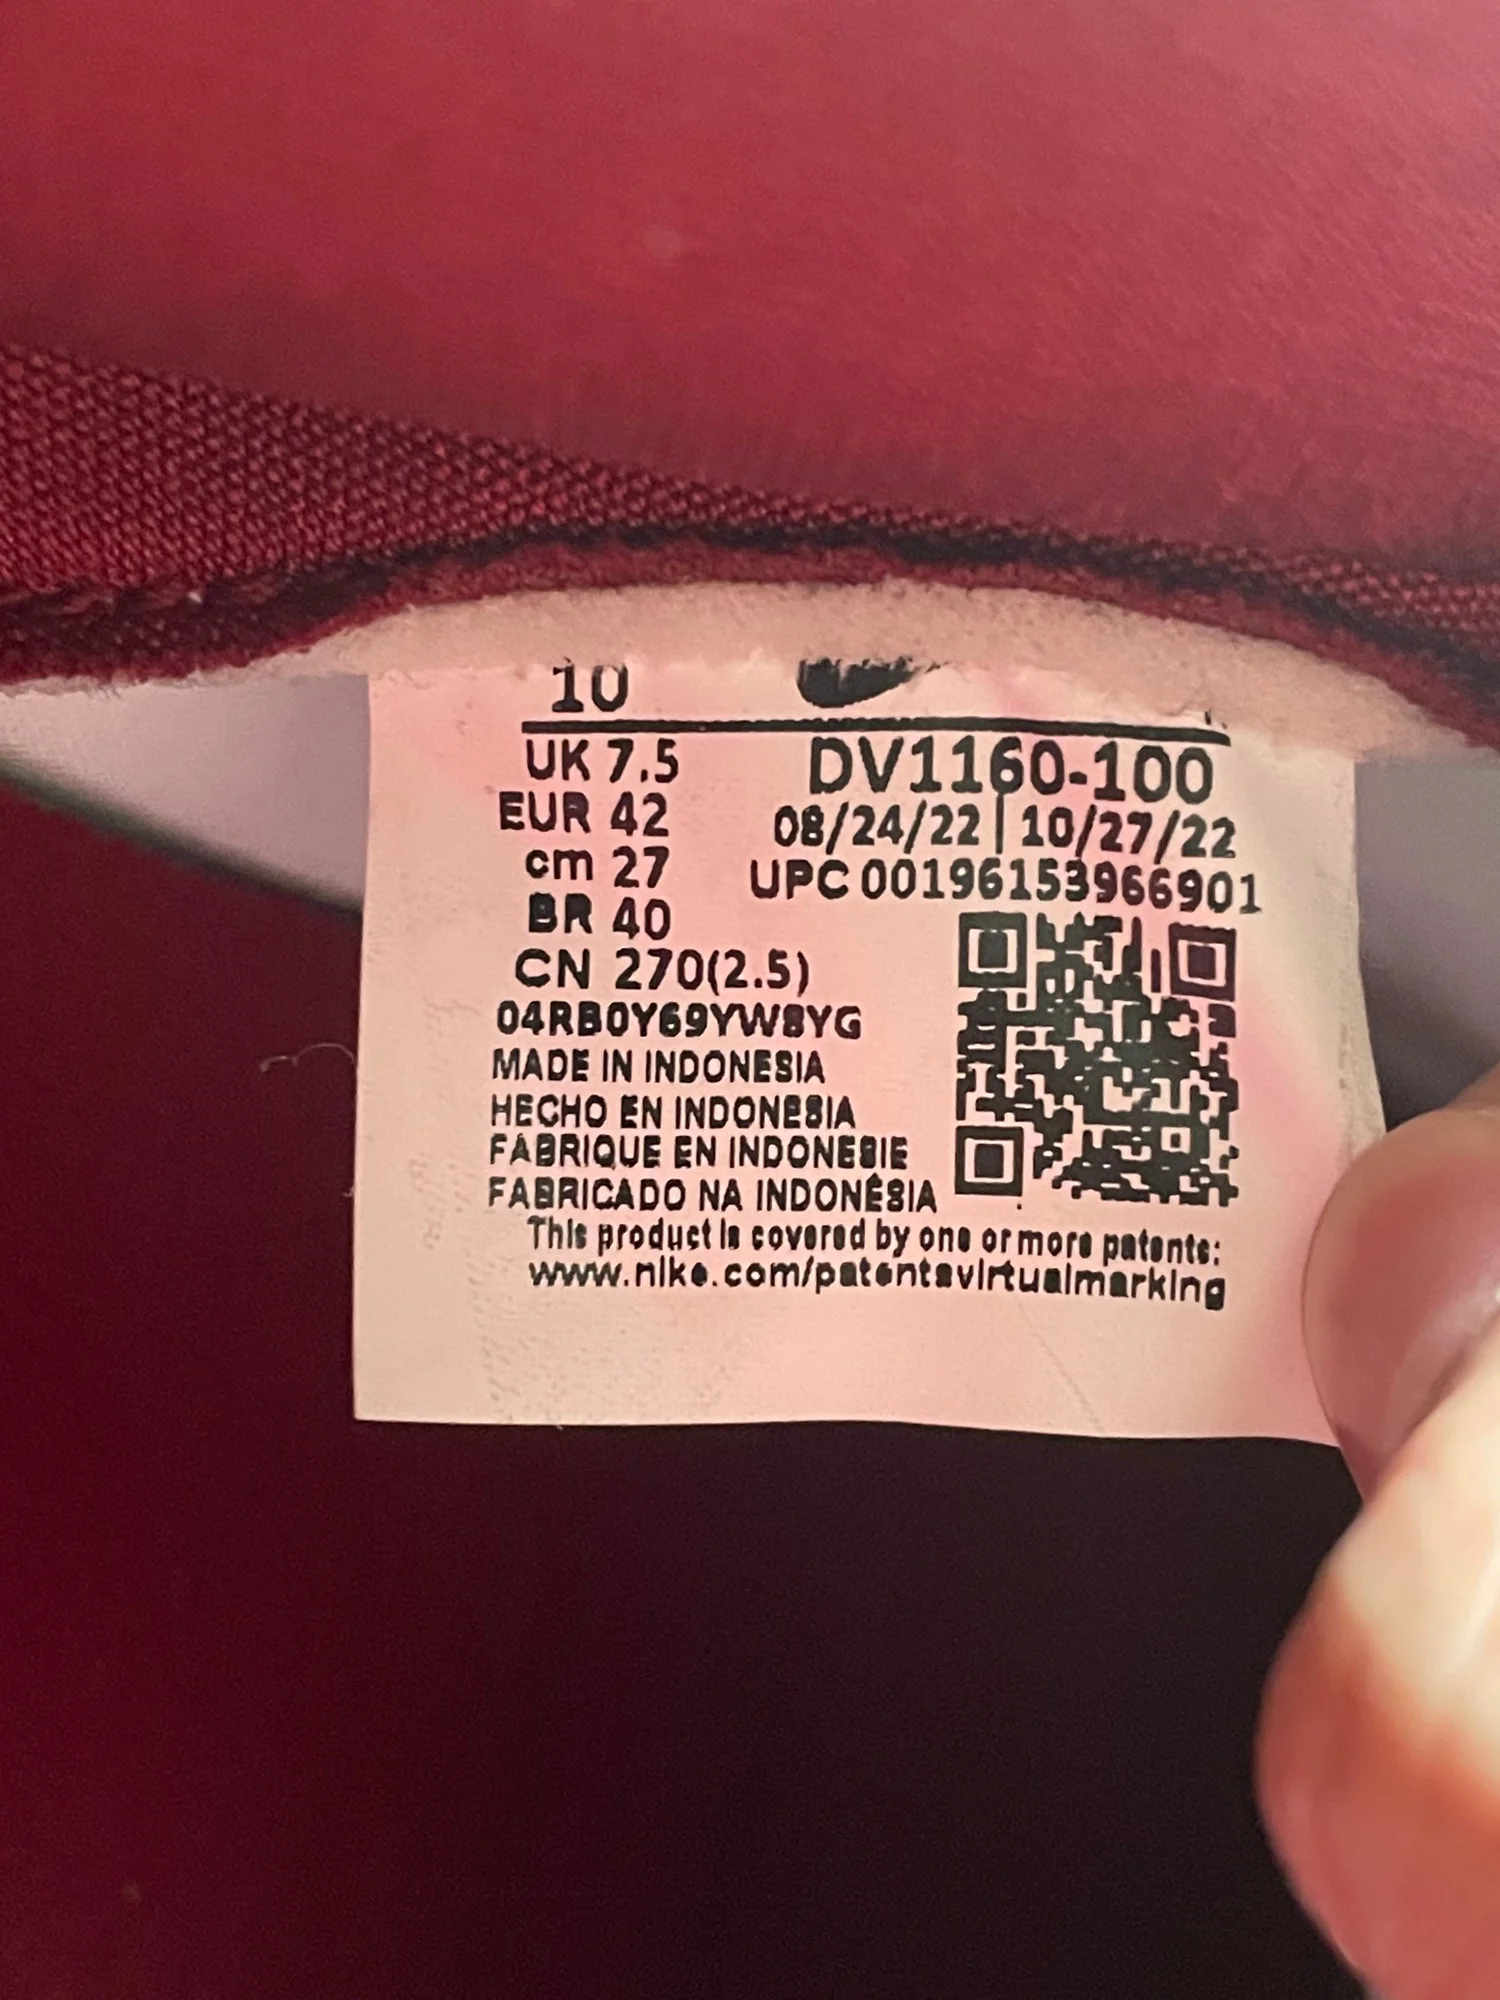 10
UK 7.5 DV1160-100
EUR 42 08/24/22 | 10/27/22
cm 27 UPC 00196153966901
BR 40
CN 270(2.5)
04RB0Y69YW8YG
MADE IN INDONESIA
HECHO EN INDONESIA
FABRIQUE EN INDONESIE
FABRICADO NA INDONÉSIA
This product is covered by one or more patents:
www.nike.com/patentsvirtualmarking